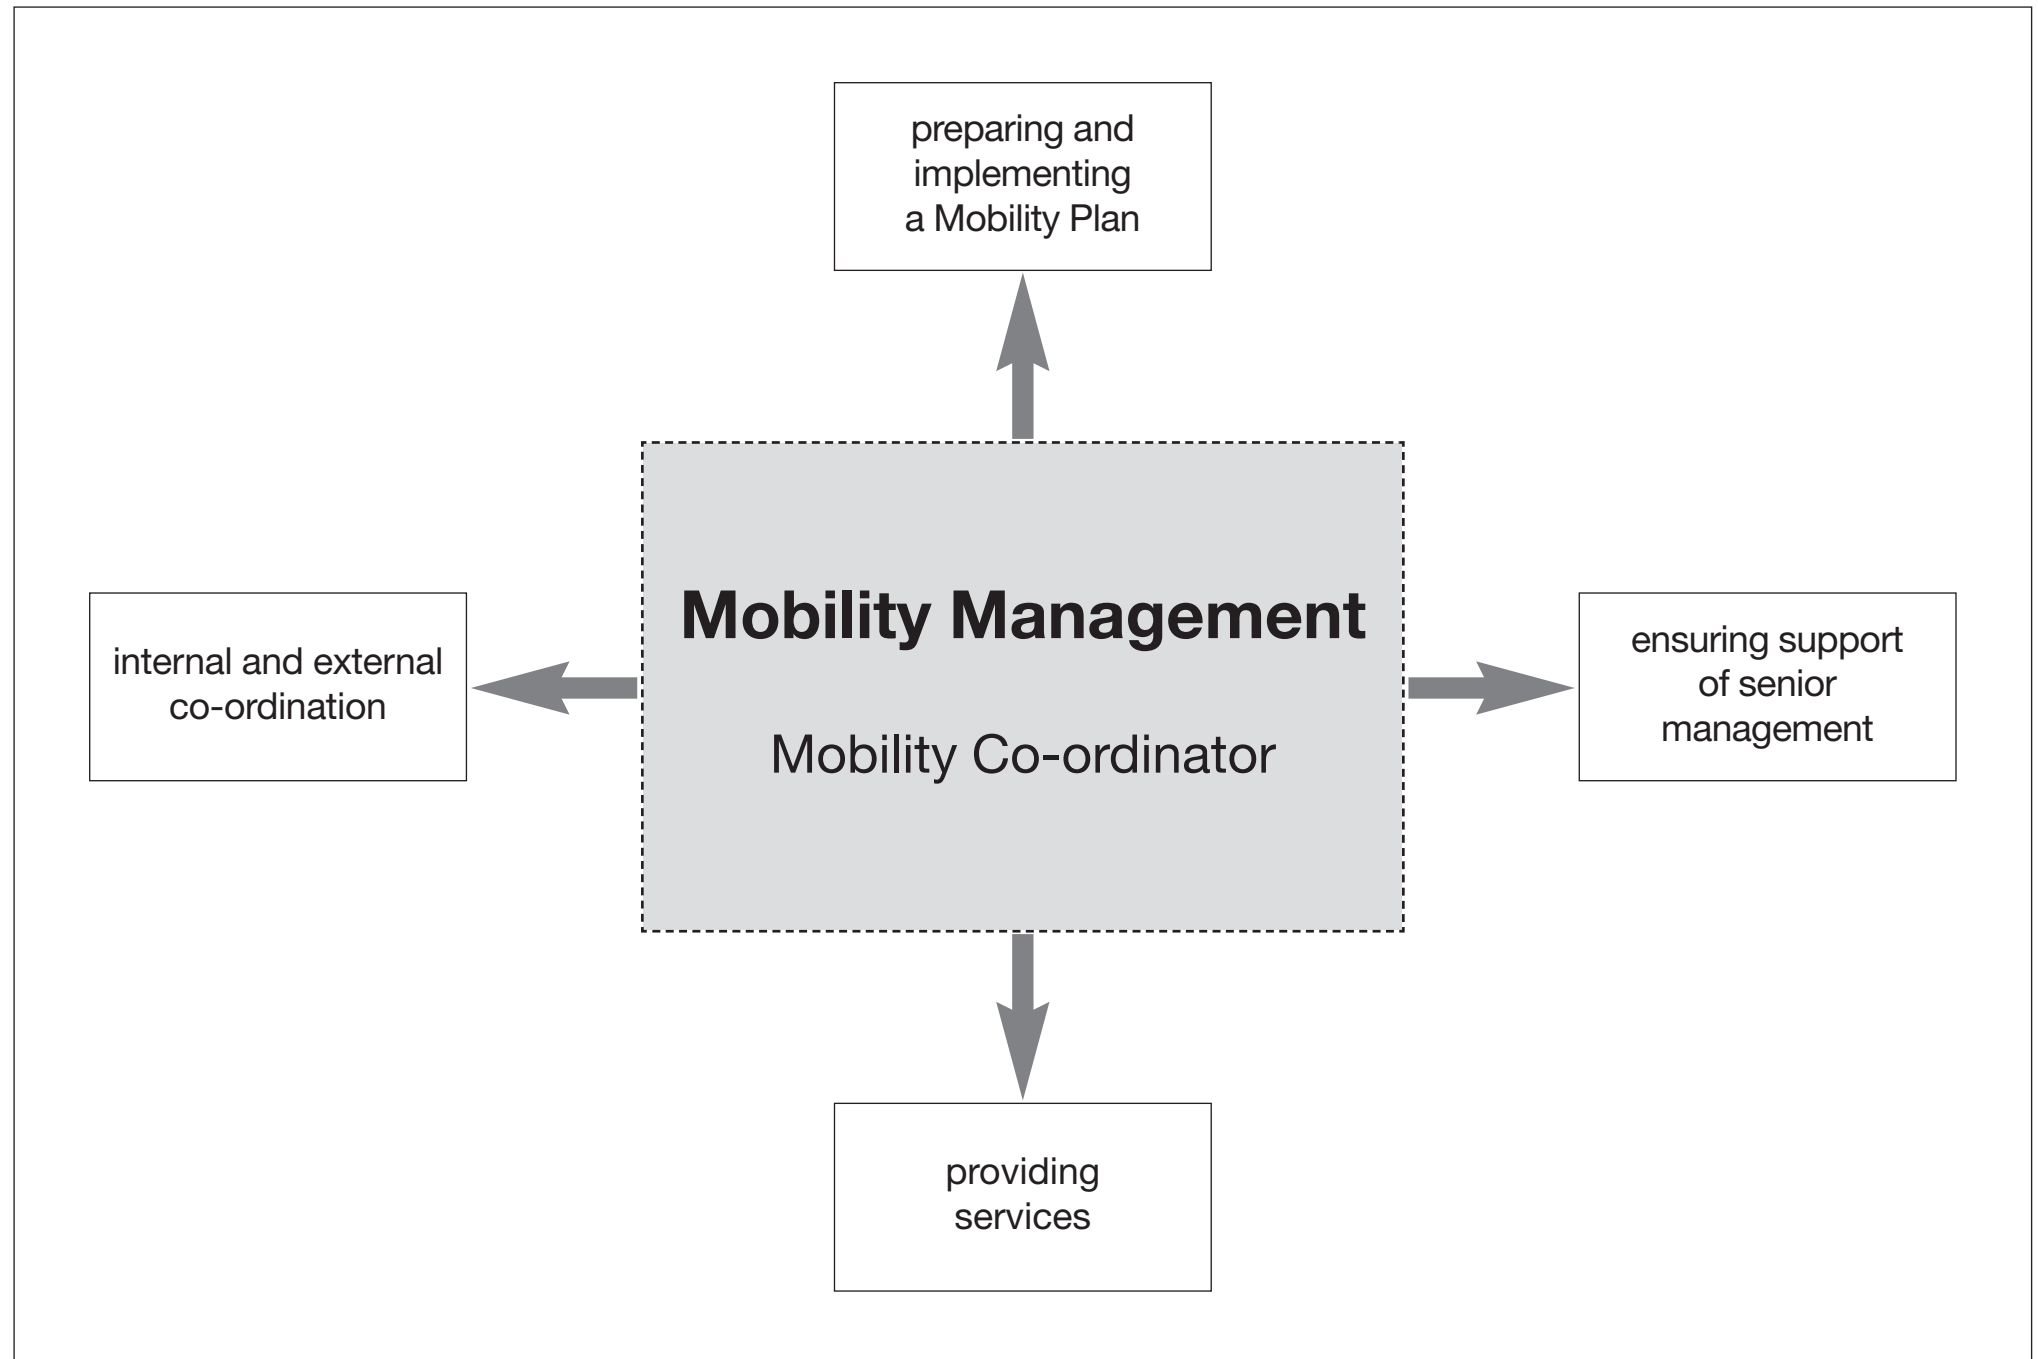 preparing and
implementing
a Mobility Plan
Mobility Management
Mobility Co-ordinator
internal and external
co-ordination
ensuring support
of senior
management
providing
services